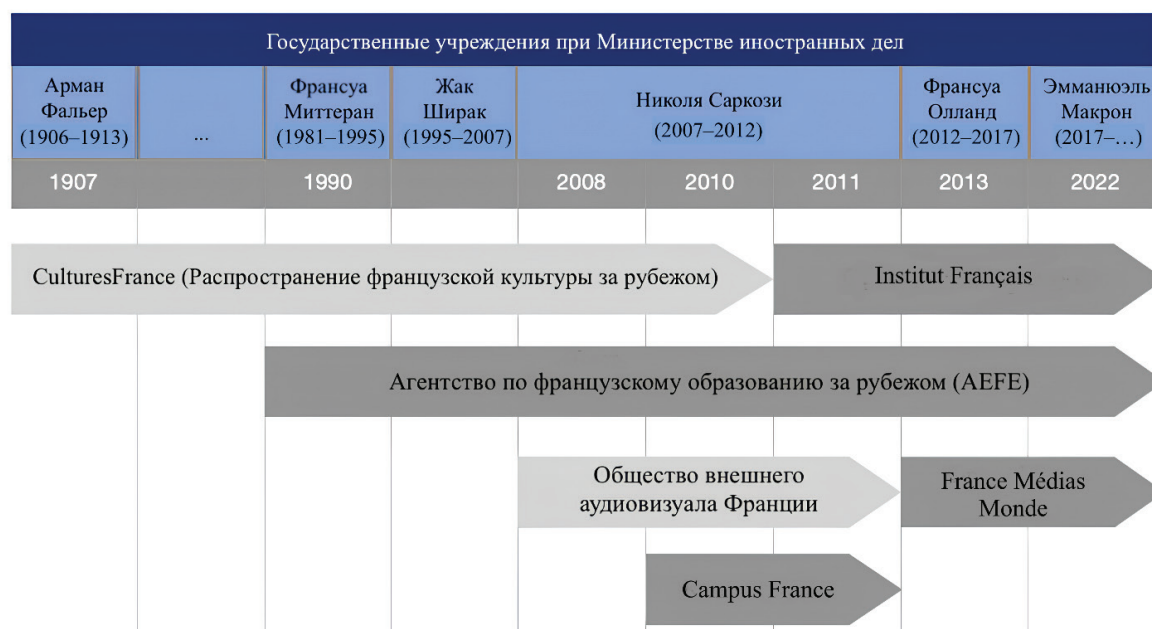 Государственные учреждения при Министерстве иностранных дел
Арман
Фальер
(1906–1913)
...
Франсуа
Миттеран
(1981–1995)
Жак
Ширак
(1995–2007)
Николя Саркози
(2007–2012)
Франсуа
Олланд
(2012–2017)
Эмманюэль
Макрон
(2017–…)
1907
1990
2008
2010
2011
2013
2022
CulturesFrance (Распространение французской культуры за рубежом)
Institut Français
Агентство по французскому образованию за рубежом (AEFE)
Общество внешнего
аудиовизуала Франции
France Médias
Monde
Campus France